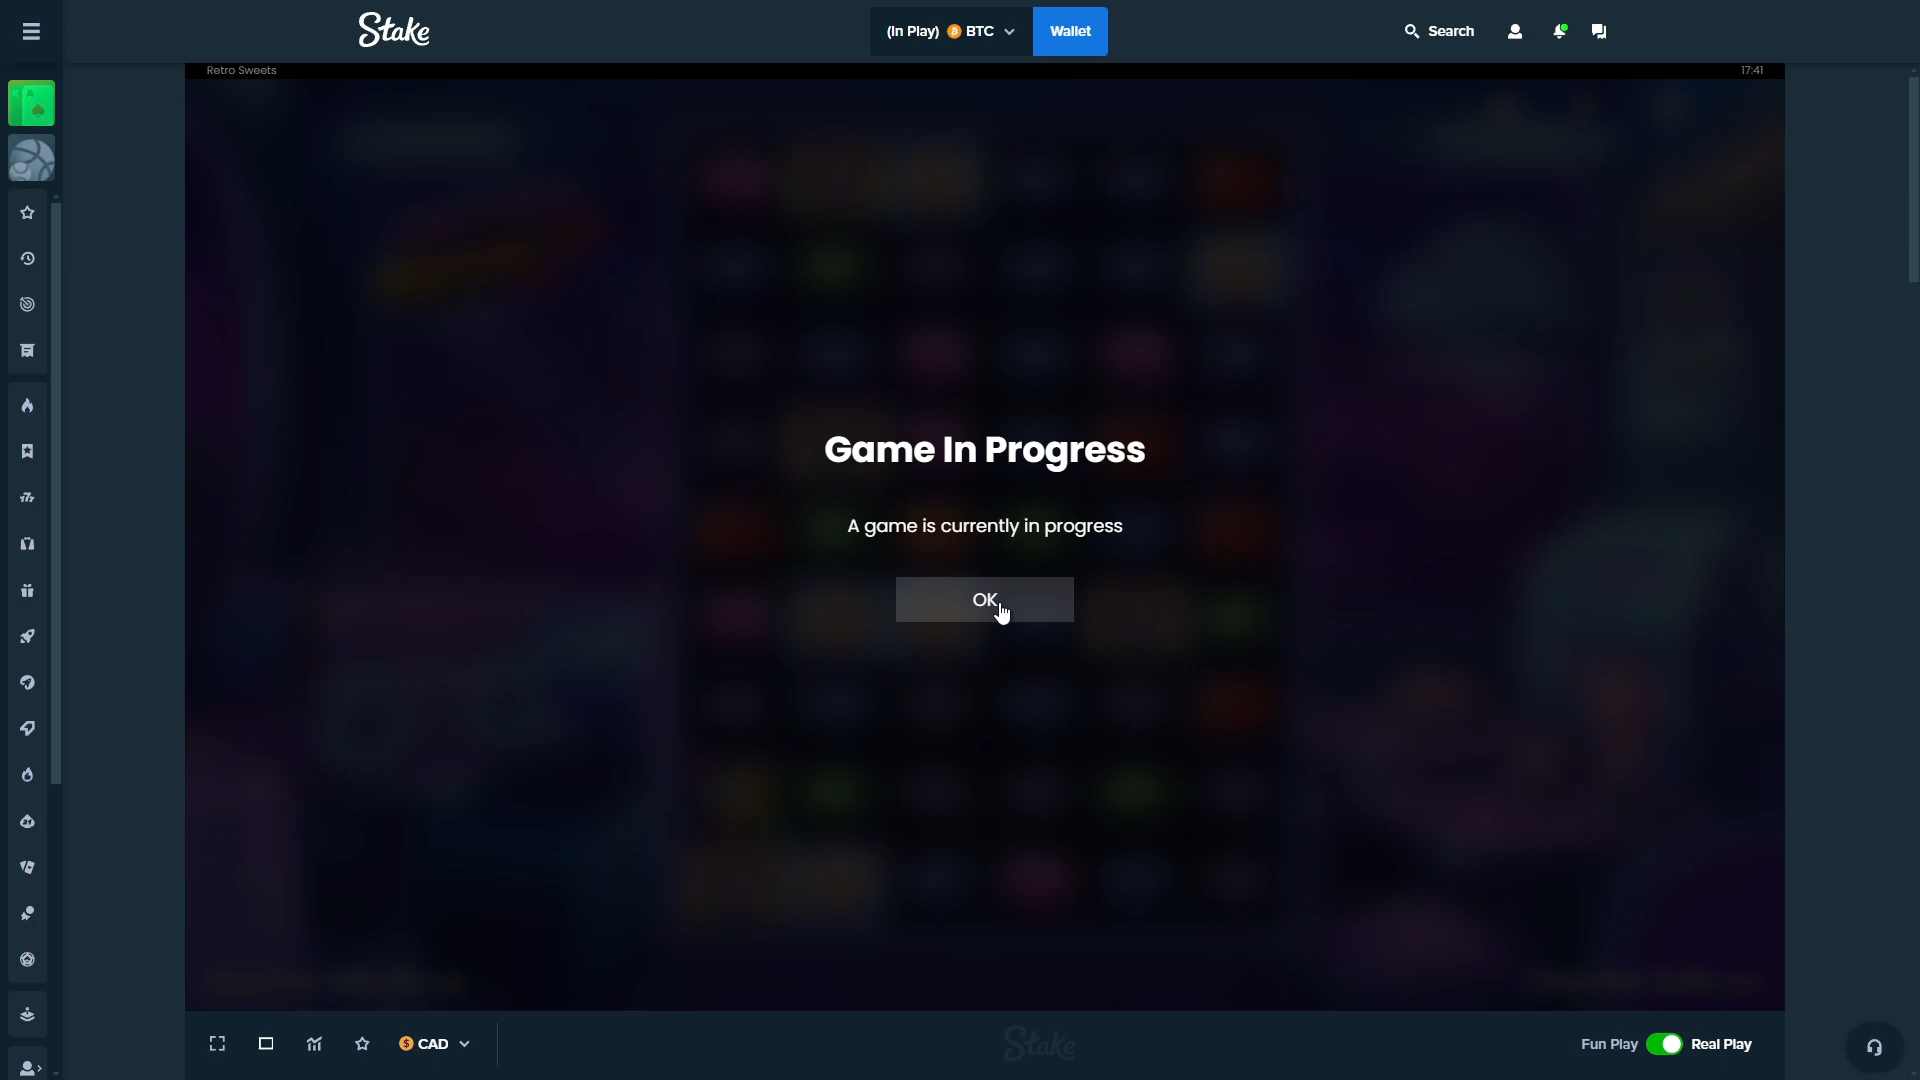 Stake
(In Play) BTC
Wallet
Search
Retro Sweets
17:41
Game In Progress
A game is currently in progress
OK
CAD
Stake
Fun Play
Real Play